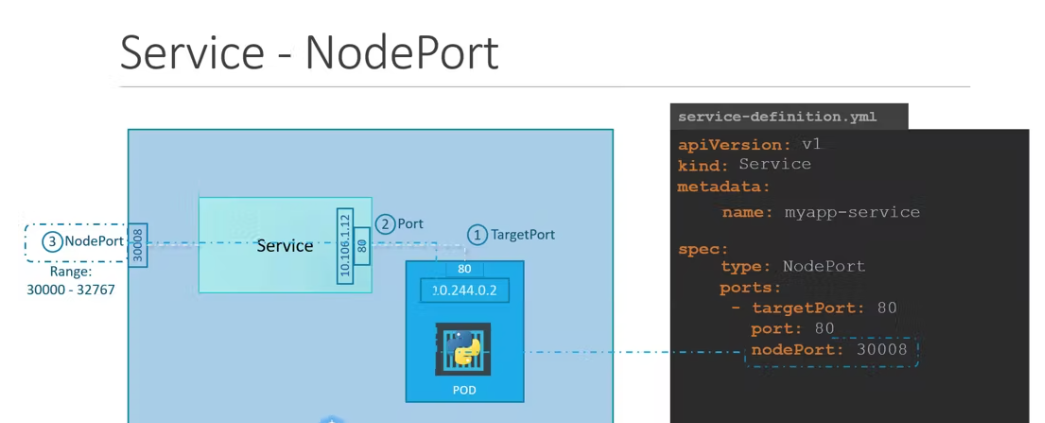 Service - NodePort
service-definition.yml
apiVersion: v1
kind: Service
metadata:
name: myapp-service
spec:
type: NodePort
ports:
- targetPort: 80
port: 80
nodePort: 30008
3 NodePort
Range:
30000 - 32767
30008
Service
10.106.1.12
80
2 Port
1 TargetPort
80
10.244.0.2
POD